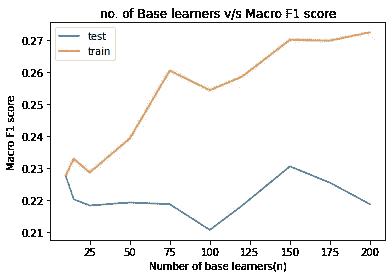 no. of Base learners v/s Macro F1 score
test
train
Macro F1 score
0.27
0.26
0.25
0.24
0.23
0.22
0.21
25 50 75 100 125 150 175 200
Number of base learners(n)